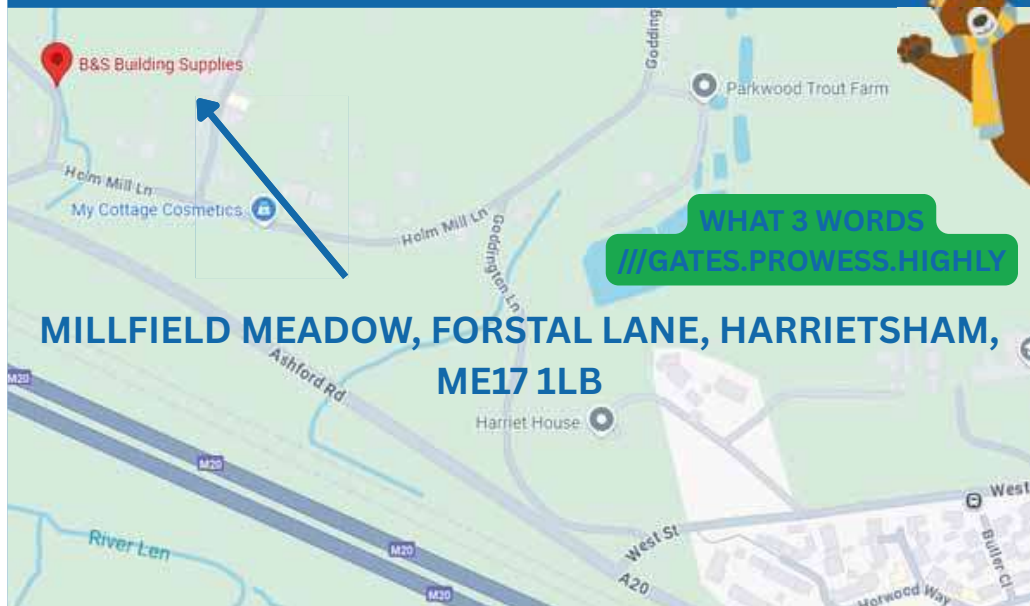 B&S Building Supplies
Godding
Parkwood Trout Farm
Holm Mill Ln
My Cottage Cosmetics
Holm Mill Ln
Goddington Ln
WHAT 3 WORDS
///GATES.PROWESS.HIGHLY
MILLFIELD MEADOW, FORSTAL LANE, HARRIETSHAM,
ME17 1LB
Ashford Rd
M20
Harriet House
M20
West
River Len
M20
West St
Butler Cl
A20
M20
Horwood Way